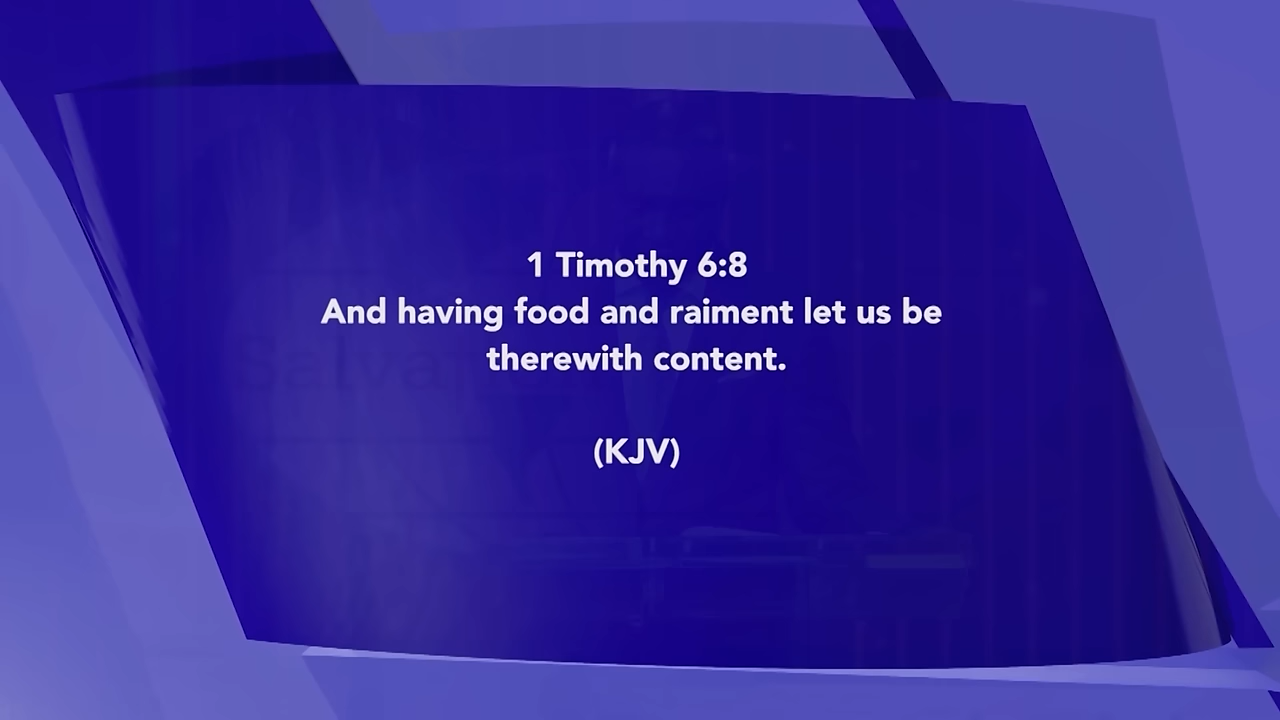 1 Timothy 6:8
And having food and raiment let us be
therewith content.
(KJV)